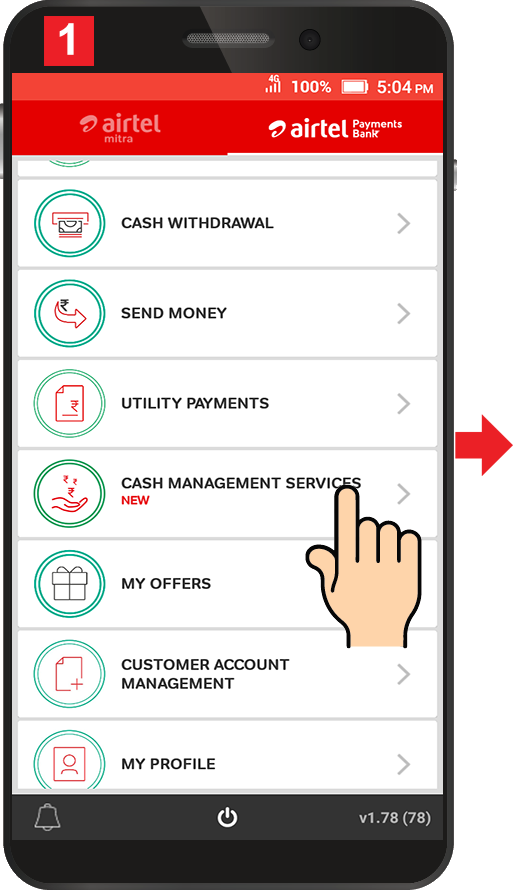 1
4G 100% 5:04 PM
airtel mitra
airtel Payments Bank
CASH WITHDRAWAL
SEND MONEY
UTILITY PAYMENTS
CASH MANAGEMENT SERVICES
NEW
MY OFFERS
CUSTOMER ACCOUNT
MANAGEMENT
MY PROFILE
v1.78 (78)